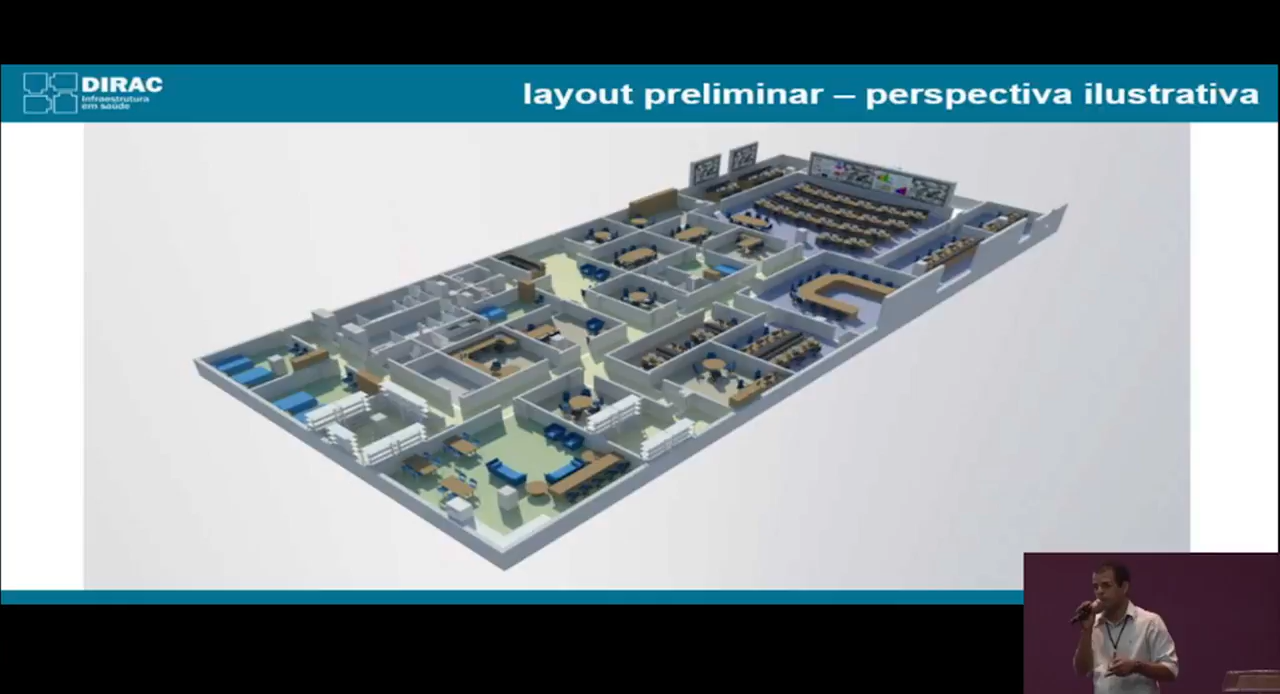 DIRAC
Infraestrutura
em saúde
layout preliminar – perspectiva ilustrativa